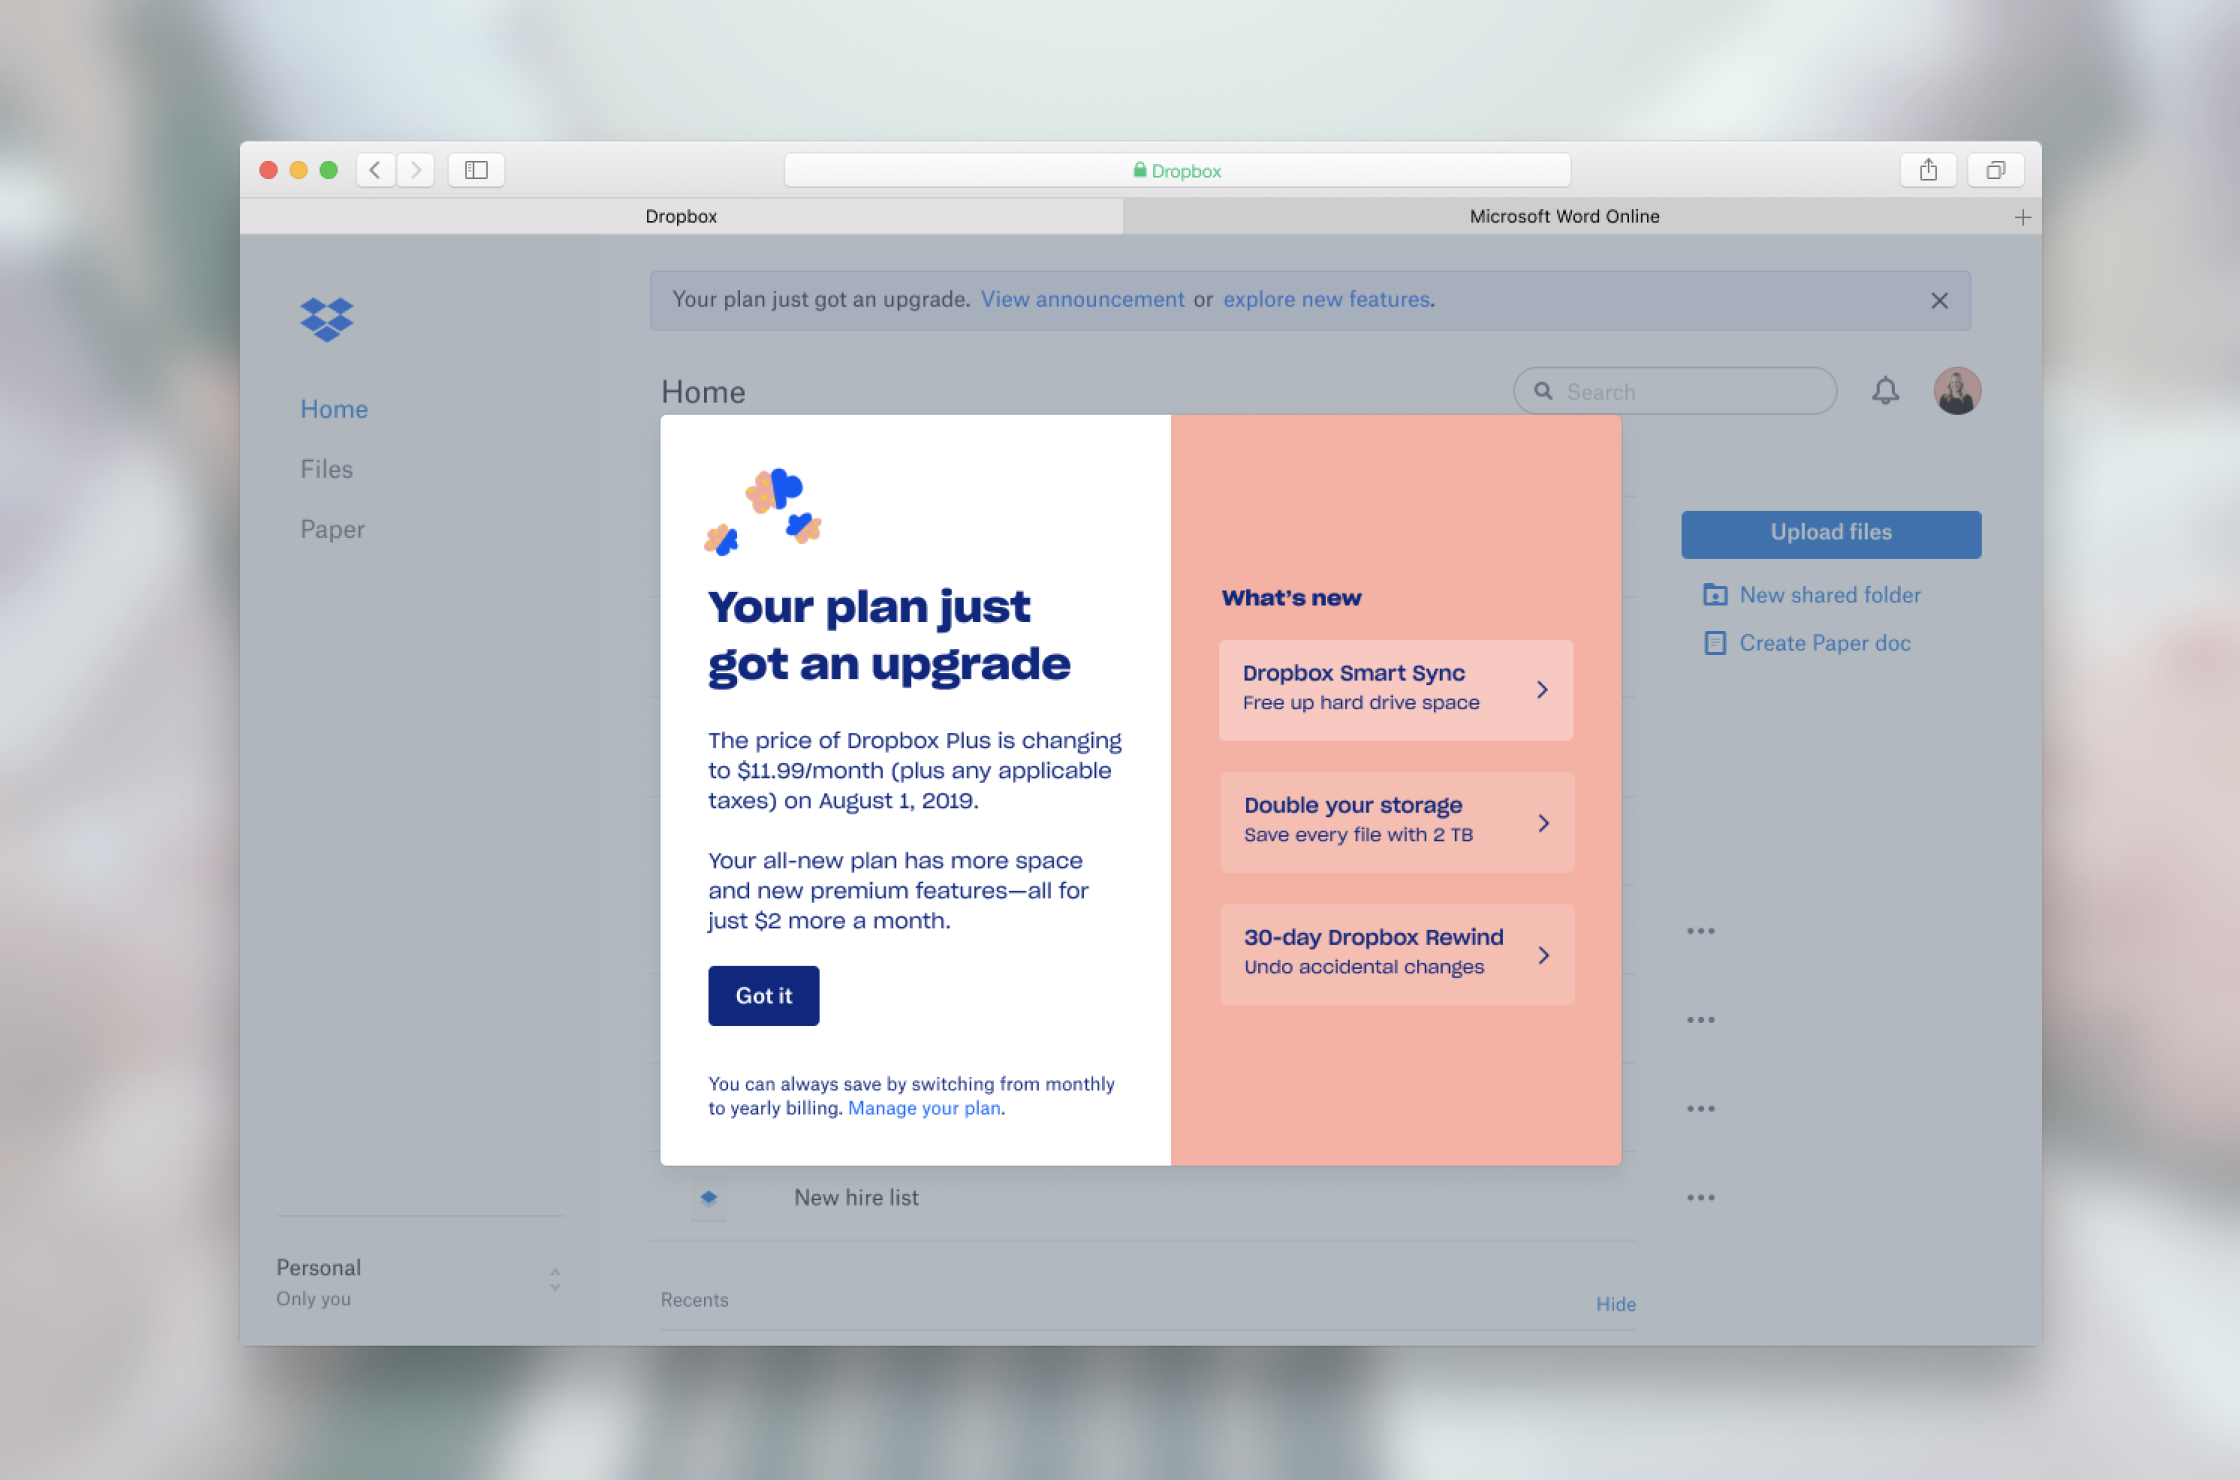 Dropbox
Dropbox
Microsoft Word Online
Your plan just got an upgrade. View announcement or explore new features.
Home
Search
Home
Files
Paper
Upload files
New shared folder
Create Paper doc
Your plan just
got an upgrade
The price of Dropbox Plus is changing
to $11.99/month (plus any applicable
taxes) on August 1, 2019.
Your all-new plan has more space
and new premium features—all for
just $2 more a month.
Got it
You can always save by switching from monthly
to yearly billing. Manage your plan.
What's new
Dropbox Smart Sync
Free up hard drive space
Double your storage
Save every file with 2 TB
30-day Dropbox Rewind
Undo accidental changes
New hire list
Personal
Only you
Recents
Hide